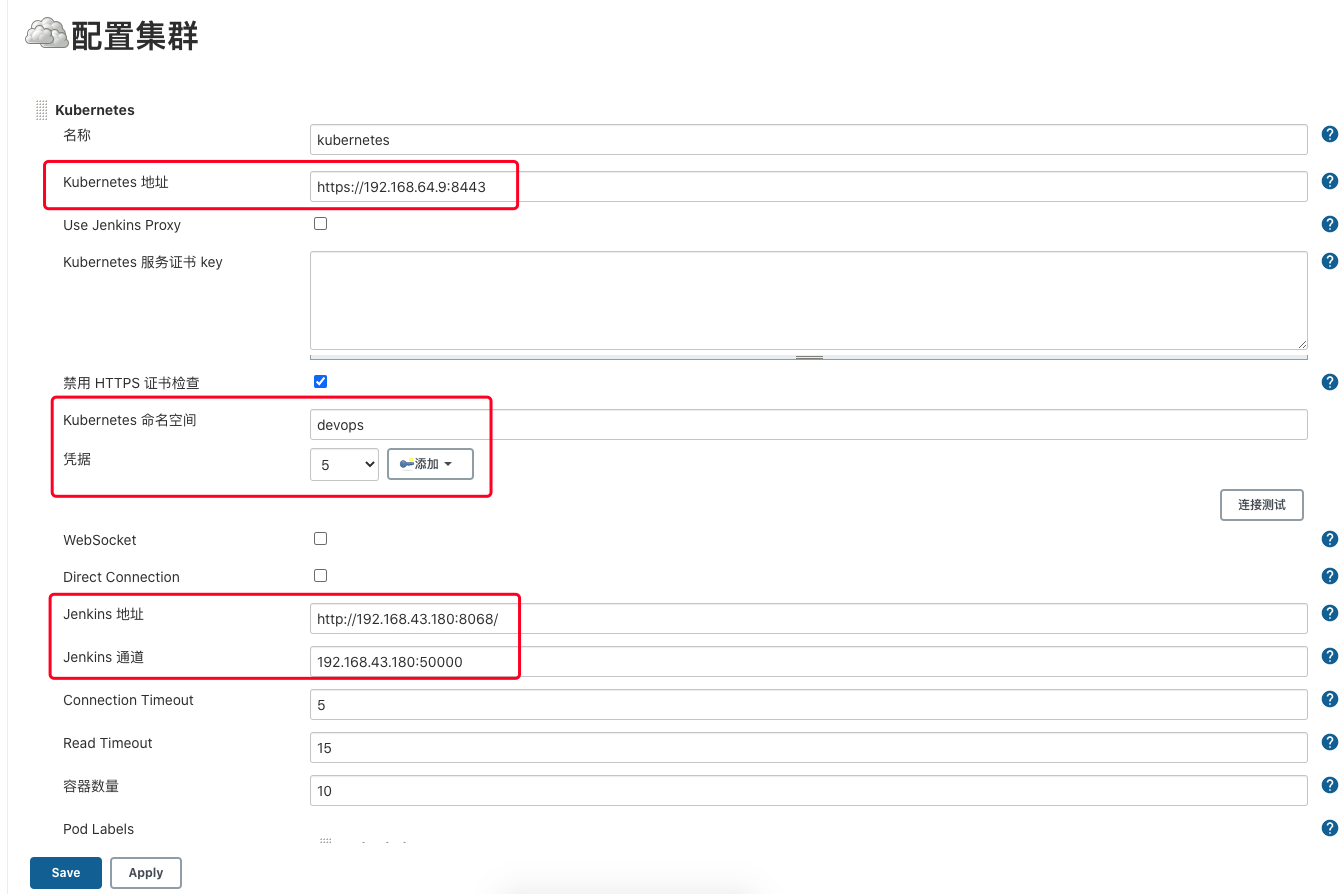 配置集群
Kubernetes
名称
kubernetes
Kubernetes 地址
https://192.168.64.9:8443
Use Jenkins Proxy
Kubernetes 服务证书 key
禁用 HTTPS 证书检查
Kubernetes 命名空间
devops
凭据
5
添加
连接测试
WebSocket
Direct Connection
Jenkins 地址
http://192.168.43.180:8068/
Jenkins 通道
192.168.43.180:50000
Connection Timeout
5
Read Timeout
15
容器数量
10
Pod Labels
Save
Apply